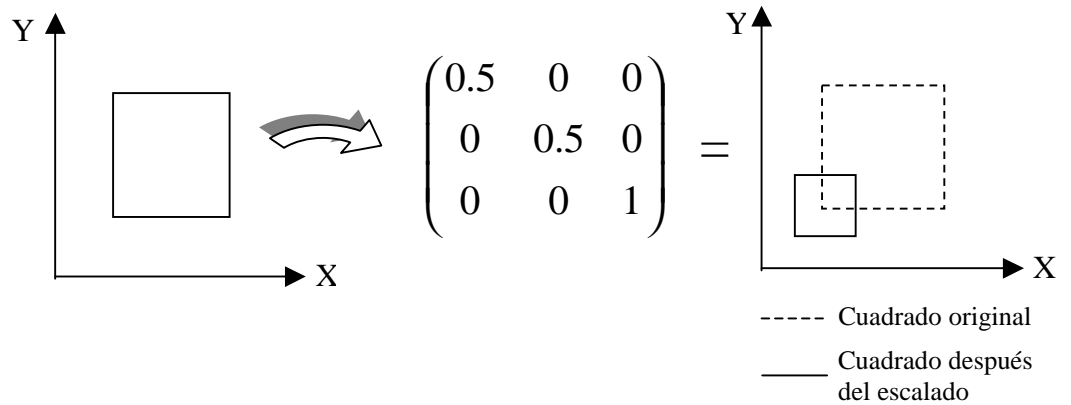 Y
X
0.5 0 0
0 0.5 0
0 0 1
=
Y
X
Cuadrado original
Cuadrado después
del escalado